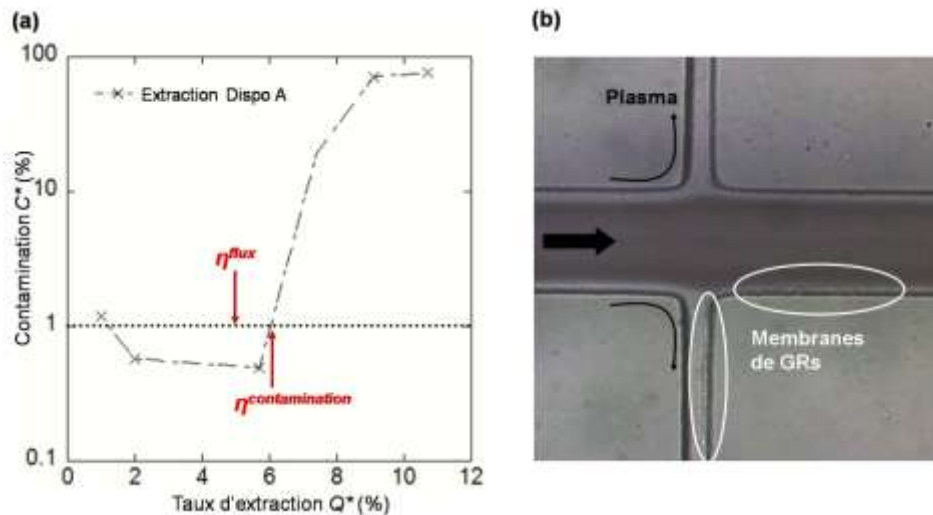 (a)
100
10
1
0.1
Contamination C* (%)
Extraction Dispo A
η^flux
η^contamination
0 2 4 6 8 10 12
Taux d'extraction Q* (%)
(b)
Plasma
Membranes
de GRs